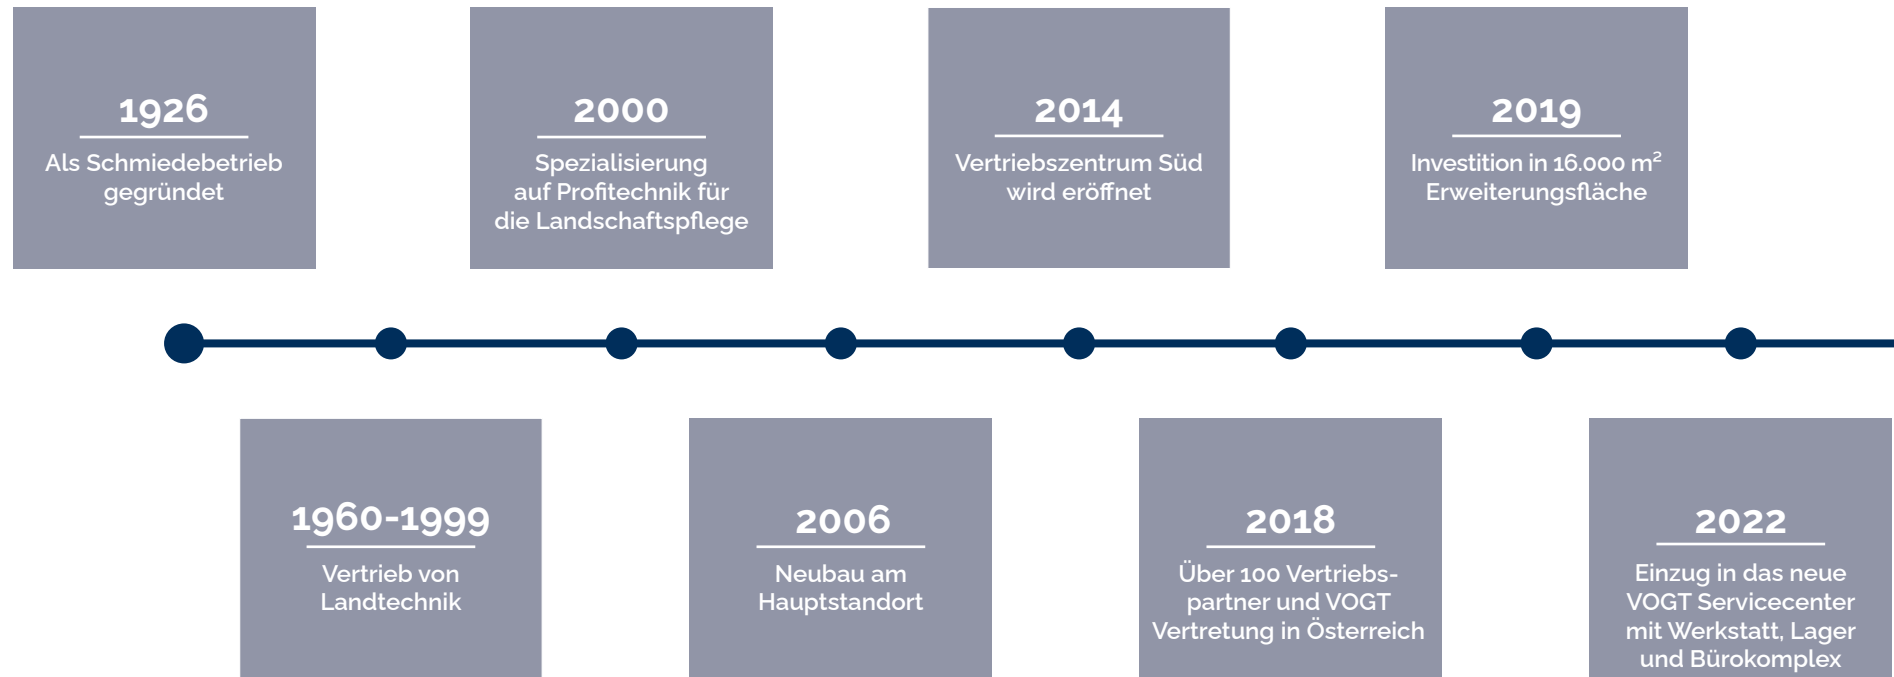 1926
Als Schmiedebetrieb
gegründet
2000
Spezialisierung
auf Profitechnik für
die Landschaftspflege
2014
Vertriebszentrum Süd
wird eröffnet
2019
Investition in 16.000 m²
Erweiterungsfläche
1960-1999
Vertrieb von
Landtechnik
2006
Neubau am
Hauptstandort
2018
Über 100 Vertriebs-
partner und VOGT
Vertretung in Österreich
2022
Einzug in das neue
VOGT Servicecenter
mit Werkstatt, Lager
und Bürokomplex